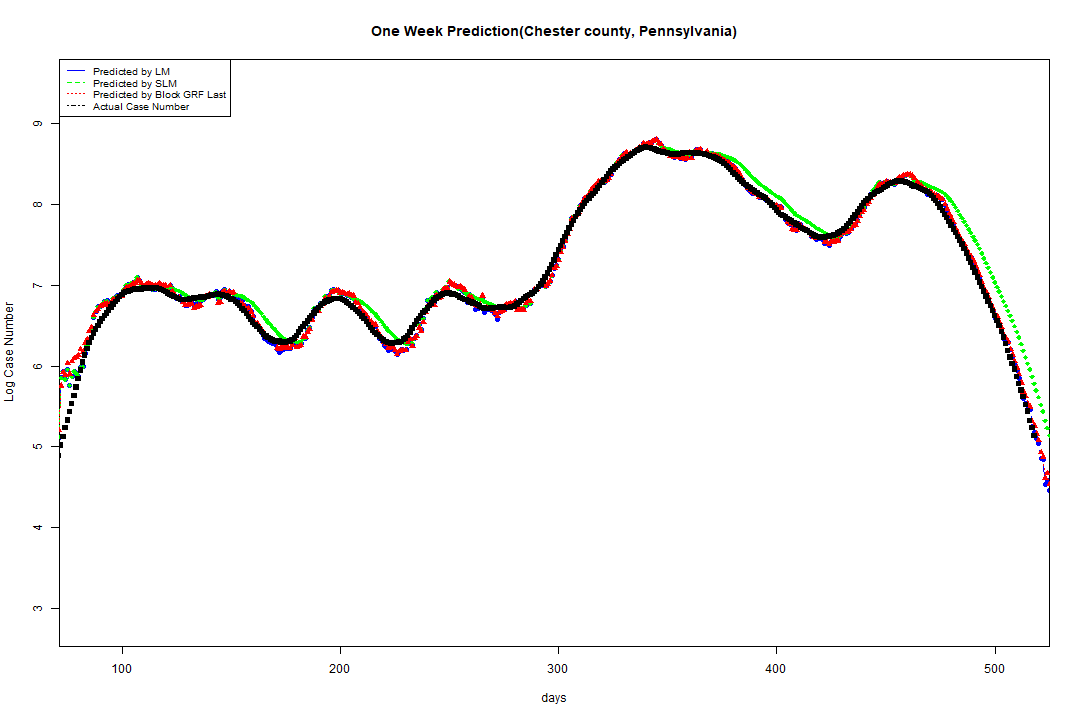 One Week Prediction(Chester county, Pennsylvania)
Predicted by LM
Predicted by SLM
Predicted by Block GRF Last
Actual Case Number
Log Case Number
9
8
7
6
5
4
3
100 200 300 400 500
days